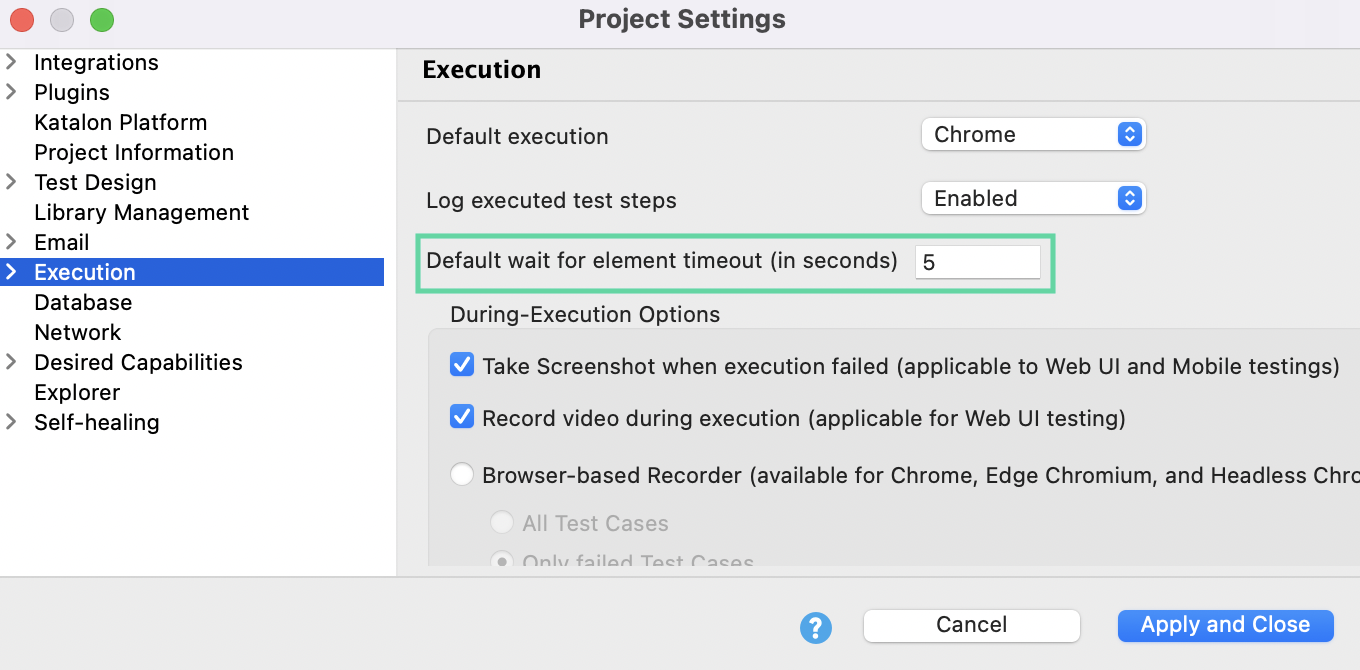 Project Settings
Integrations
Plugins
Katalon Platform
Project Information
Test Design
Library Management
Email
Execution
Database
Network
Desired Capabilities
Explorer
Self-healing
Execution
Default execution Chrome
Log executed test steps Enabled
Default wait for element timeout (in seconds) 5
During-Execution Options
Take Screenshot when execution failed (applicable to Web UI and Mobile testings)
Record video during execution (applicable for Web UI testing)
Browser-based Recorder (available for Chrome, Edge Chromium, and Headless Chro
All Test Cases
Only failed Test Cases
?
Cancel
Apply and Close